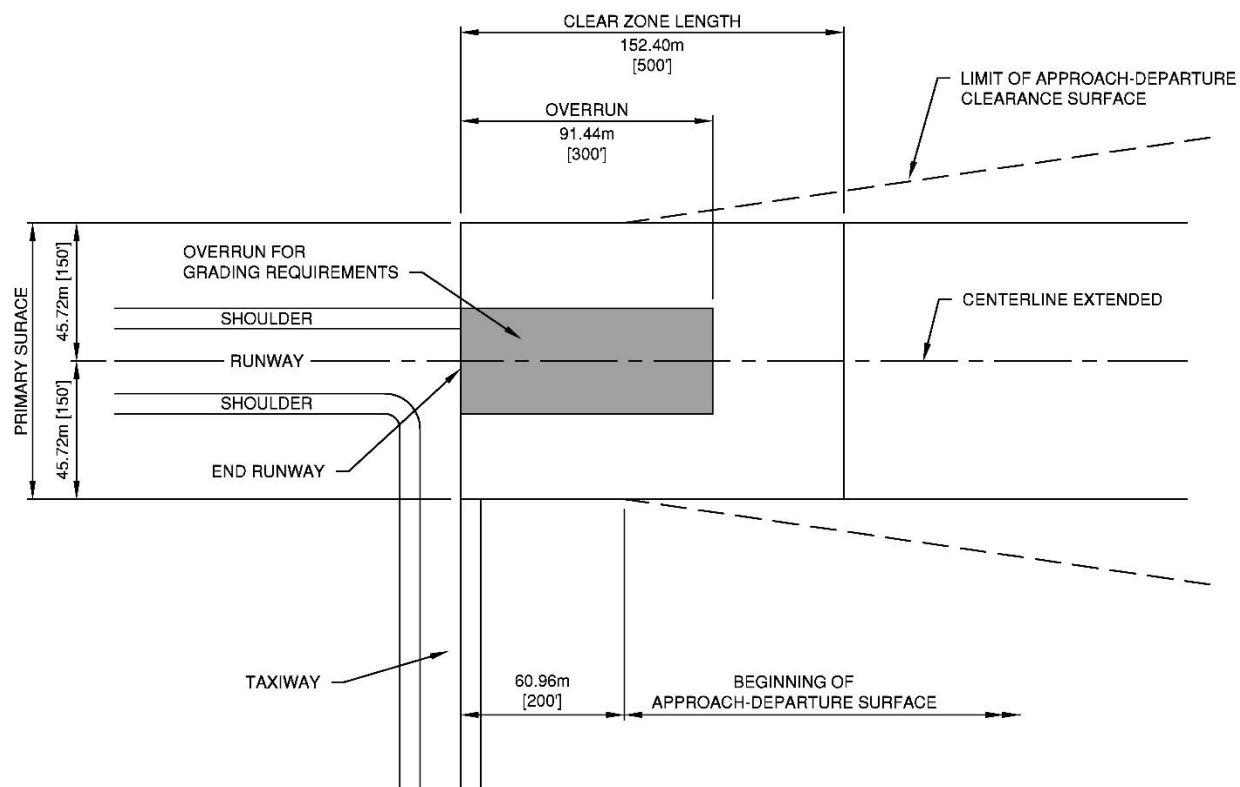 CLEAR ZONE LENGTH
152.40m
[500']
LIMIT OF APPROACH-DEPARTURE
CLEARANCE SURFACE
OVERRUN
91.44m
[300']
OVERRUN FOR
GRADING REQUIREMENTS
PRIMARY SURACE
45.72m [150']
45.72m [150']
SHOULDER
RUNWAY
SHOULDER
CENTERLINE EXTENDED
END RUNWAY
TAXIWAY
60.96m
[200']
BEGINNING OF
APPROACH-DEPARTURE SURFACE